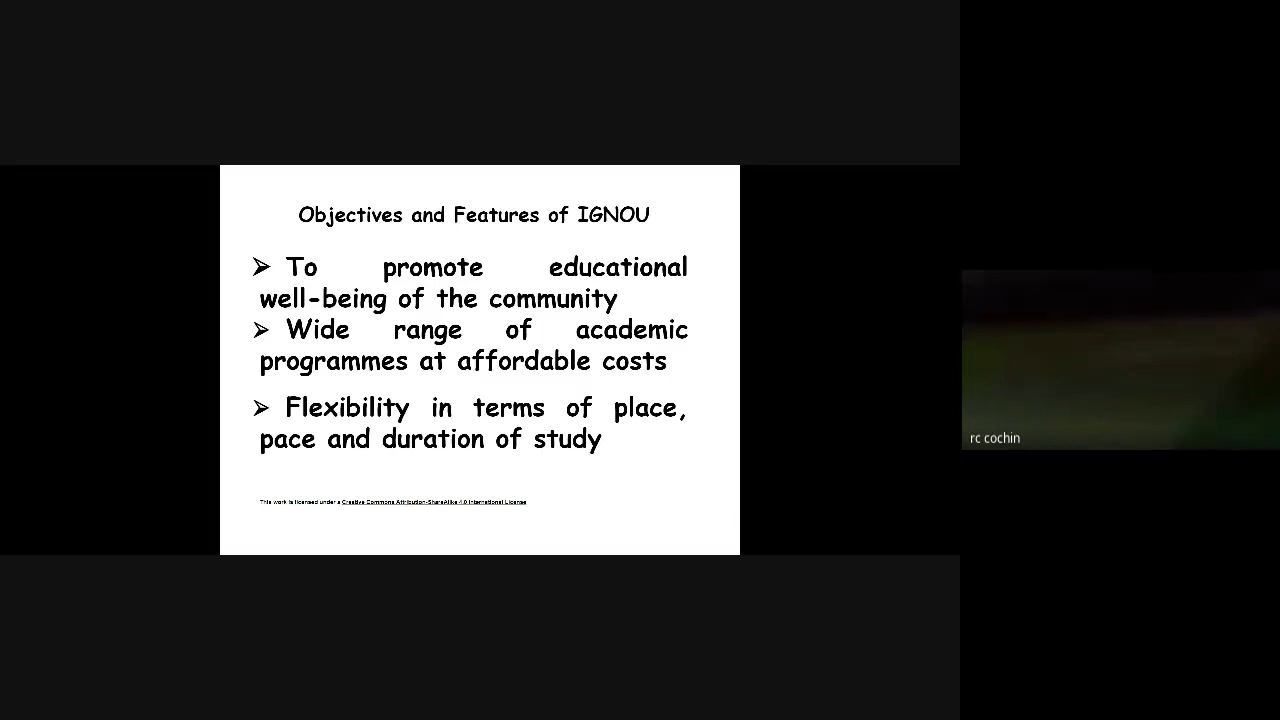 Objectives and Features of IGNOU
➢ To promote educational
well-being of the community
➢ Wide range of academic
programmes at affordable costs
➢ Flexibility in terms of place,
pace and duration of study
This work is licensed under a Creative Commons Attribution-ShareAlike 4.0 International License
rc cochin